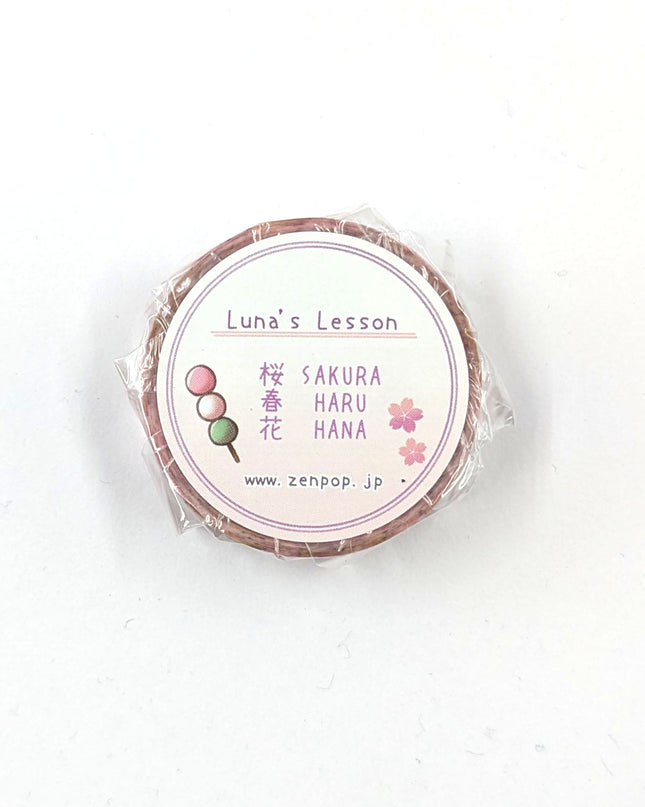 Luna's Lesson
桜 SAKURA
春 HARU
花 HANA
www.zenpop.jp